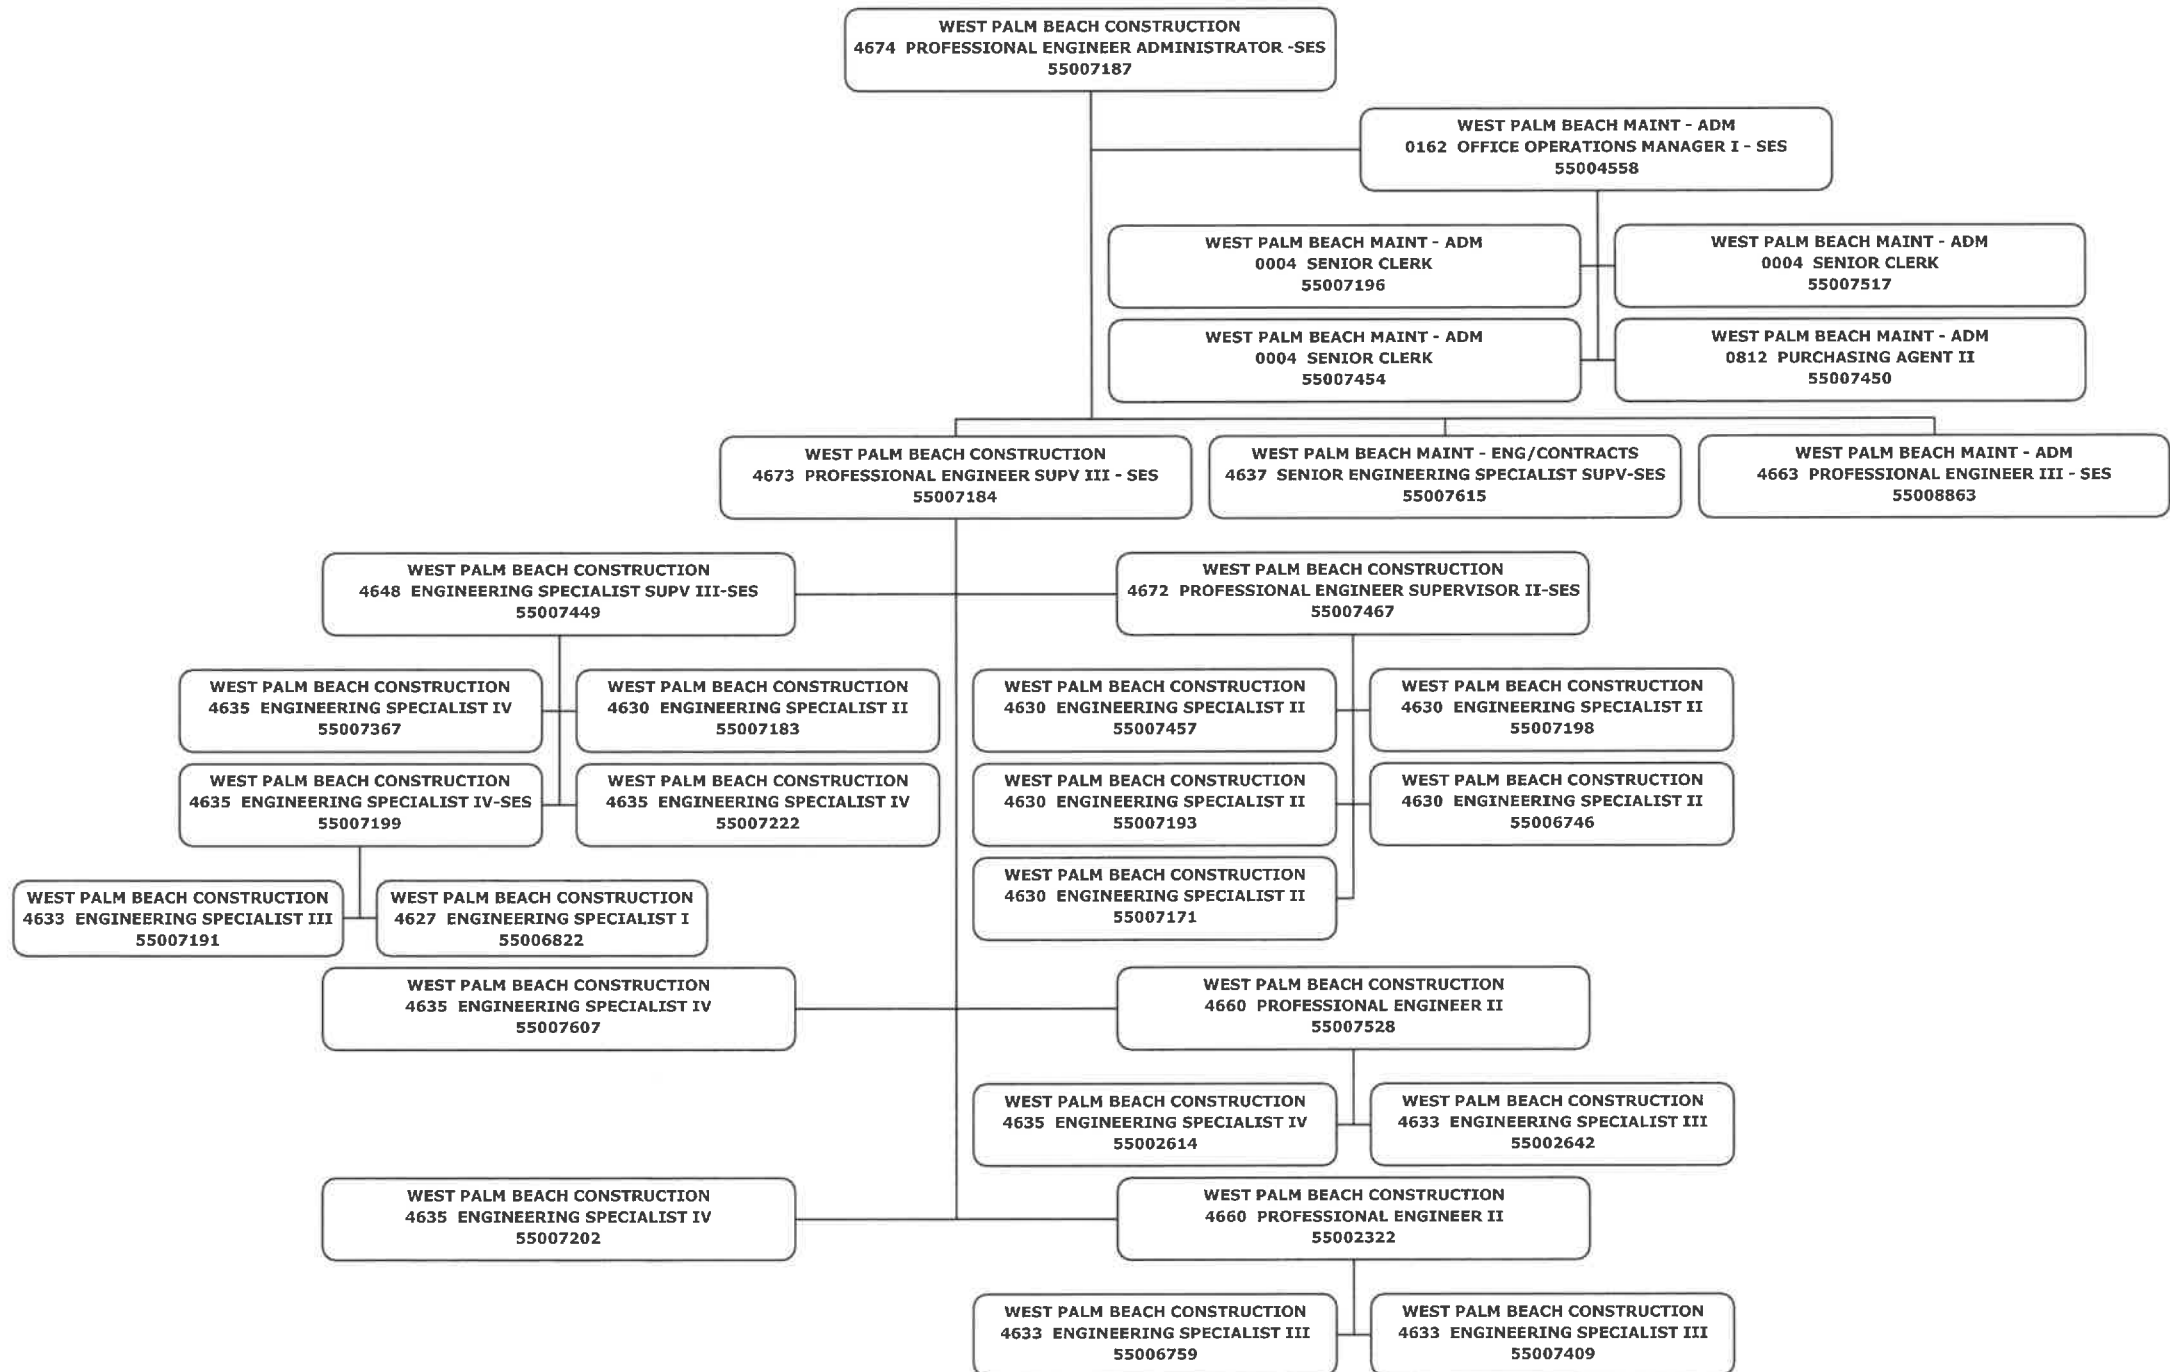 WEST PALM BEACH CONSTRUCTION
4674 PROFESSIONAL ENGINEER ADMINISTRATOR -SES
55007187
WEST PALM BEACH MAINT - ADM
0162 OFFICE OPERATIONS MANAGER I - SES
55004558
WEST PALM BEACH MAINT - ADM
0004 SENIOR CLERK
55007196
WEST PALM BEACH MAINT - ADM
0004 SENIOR CLERK
55007517
WEST PALM BEACH MAINT - ADM
0004 SENIOR CLERK
55007454
WEST PALM BEACH MAINT - ADM
0812 PURCHASING AGENT II
55007450
WEST PALM BEACH CONSTRUCTION
4673 PROFESSIONAL ENGINEER SUPV III - SES
55007184
WEST PALM BEACH MAINT - ENG/CONTRACTS
4637 SENIOR ENGINEERING SPECIALIST SUPV-SES
55007615
WEST PALM BEACH MAINT - ADM
4663 PROFESSIONAL ENGINEER III - SES
55008863
WEST PALM BEACH CONSTRUCTION
4648 ENGINEERING SPECIALIST SUPV III-SES
55007449
WEST PALM BEACH CONSTRUCTION
4672 PROFESSIONAL ENGINEER SUPERVISOR II-SES
55007467
WEST PALM BEACH CONSTRUCTION
4635 ENGINEERING SPECIALIST IV
55007367
WEST PALM BEACH CONSTRUCTION
4630 ENGINEERING SPECIALIST II
55007183
WEST PALM BEACH CONSTRUCTION
4630 ENGINEERING SPECIALIST II
55007457
WEST PALM BEACH CONSTRUCTION
4630 ENGINEERING SPECIALIST II
55007198
WEST PALM BEACH CONSTRUCTION
4635 ENGINEERING SPECIALIST IV-SES
55007199
WEST PALM BEACH CONSTRUCTION
4635 ENGINEERING SPECIALIST IV
55007222
WEST PALM BEACH CONSTRUCTION
4630 ENGINEERING SPECIALIST II
55007193
WEST PALM BEACH CONSTRUCTION
4630 ENGINEERING SPECIALIST II
55006746
WEST PALM BEACH CONSTRUCTION
4633 ENGINEERING SPECIALIST III
55007191
WEST PALM BEACH CONSTRUCTION
4627 ENGINEERING SPECIALIST I
55006822
WEST PALM BEACH CONSTRUCTION
4630 ENGINEERING SPECIALIST II
55007171
WEST PALM BEACH CONSTRUCTION
4635 ENGINEERING SPECIALIST IV
55007607
WEST PALM BEACH CONSTRUCTION
4660 PROFESSIONAL ENGINEER II
55007528
WEST PALM BEACH CONSTRUCTION
4635 ENGINEERING SPECIALIST IV
55002614
WEST PALM BEACH CONSTRUCTION
4633 ENGINEERING SPECIALIST III
55002642
WEST PALM BEACH CONSTRUCTION
4635 ENGINEERING SPECIALIST IV
55007202
WEST PALM BEACH CONSTRUCTION
4660 PROFESSIONAL ENGINEER II
55002322
WEST PALM BEACH CONSTRUCTION
4633 ENGINEERING SPECIALIST III
55006759
WEST PALM BEACH CONSTRUCTION
4633 ENGINEERING SPECIALIST III
55007409